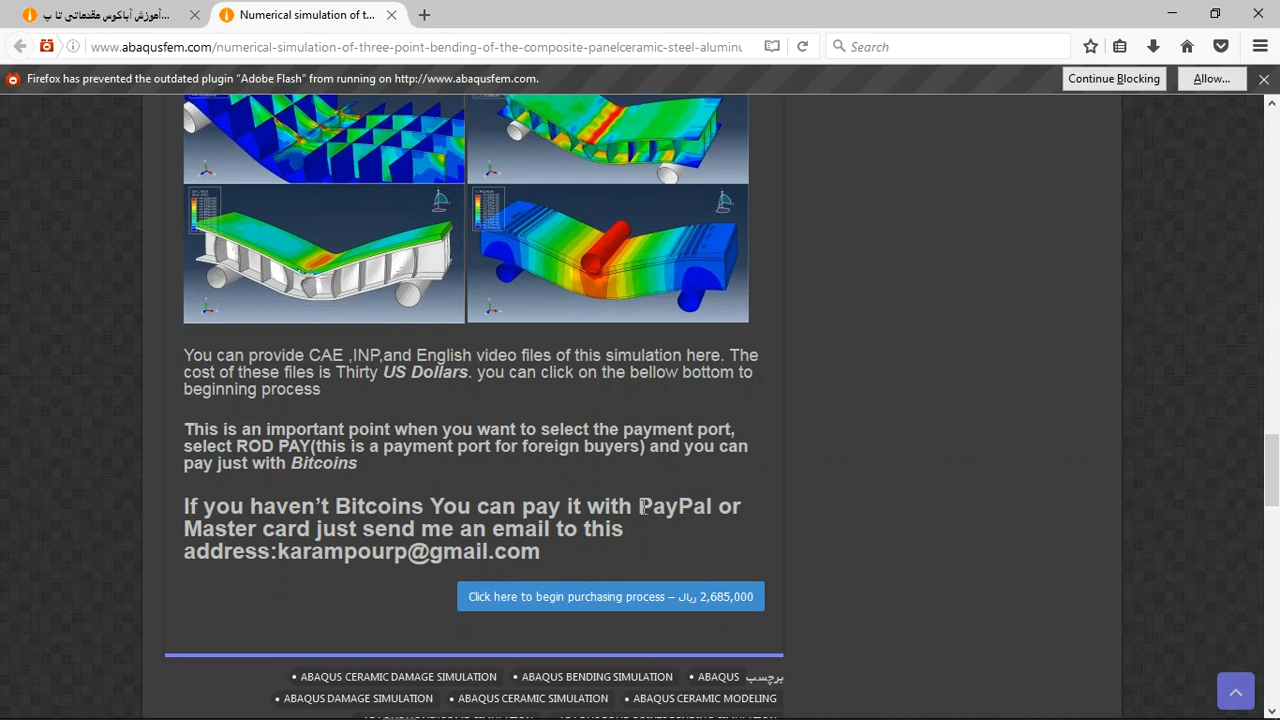 آموزش آباکوس مقدماتی تا پ...
Numerical simulation of t...
www.abaqusfem.com/numerical-simulation-of-three-point-bending-of-the-composite-panelceramic-steel-aluminu
Search
Firefox has prevented the outdated plugin "Adobe Flash" from running on http://www.abaqusfem.com.
Continue Blocking
Allow...
You can provide CAE ,INP,and English video files of this simulation here. The
cost of these files is Thirty US Dollars. you can click on the bellow bottom to
beginning process
This is an important point when you want to select the payment port,
select ROD PAY(this is a payment port for foreign buyers) and you can
pay just with Bitcoins
If you haven't Bitcoins You can pay it with PayPal or
Master card just send me an email to this
address:karampourp@gmail.com
Click here to begin purchasing process – 2,685,000 ریال
• ABAQUS CERAMIC DAMAGE SIMULATION • ABAQUS BENDING SIMULATION • ABAQUS برچسب
• ABAQUS DAMAGE SIMULATION • ABAQUS CERAMIC SIMULATION • ABAQUS CERAMIC MODELING